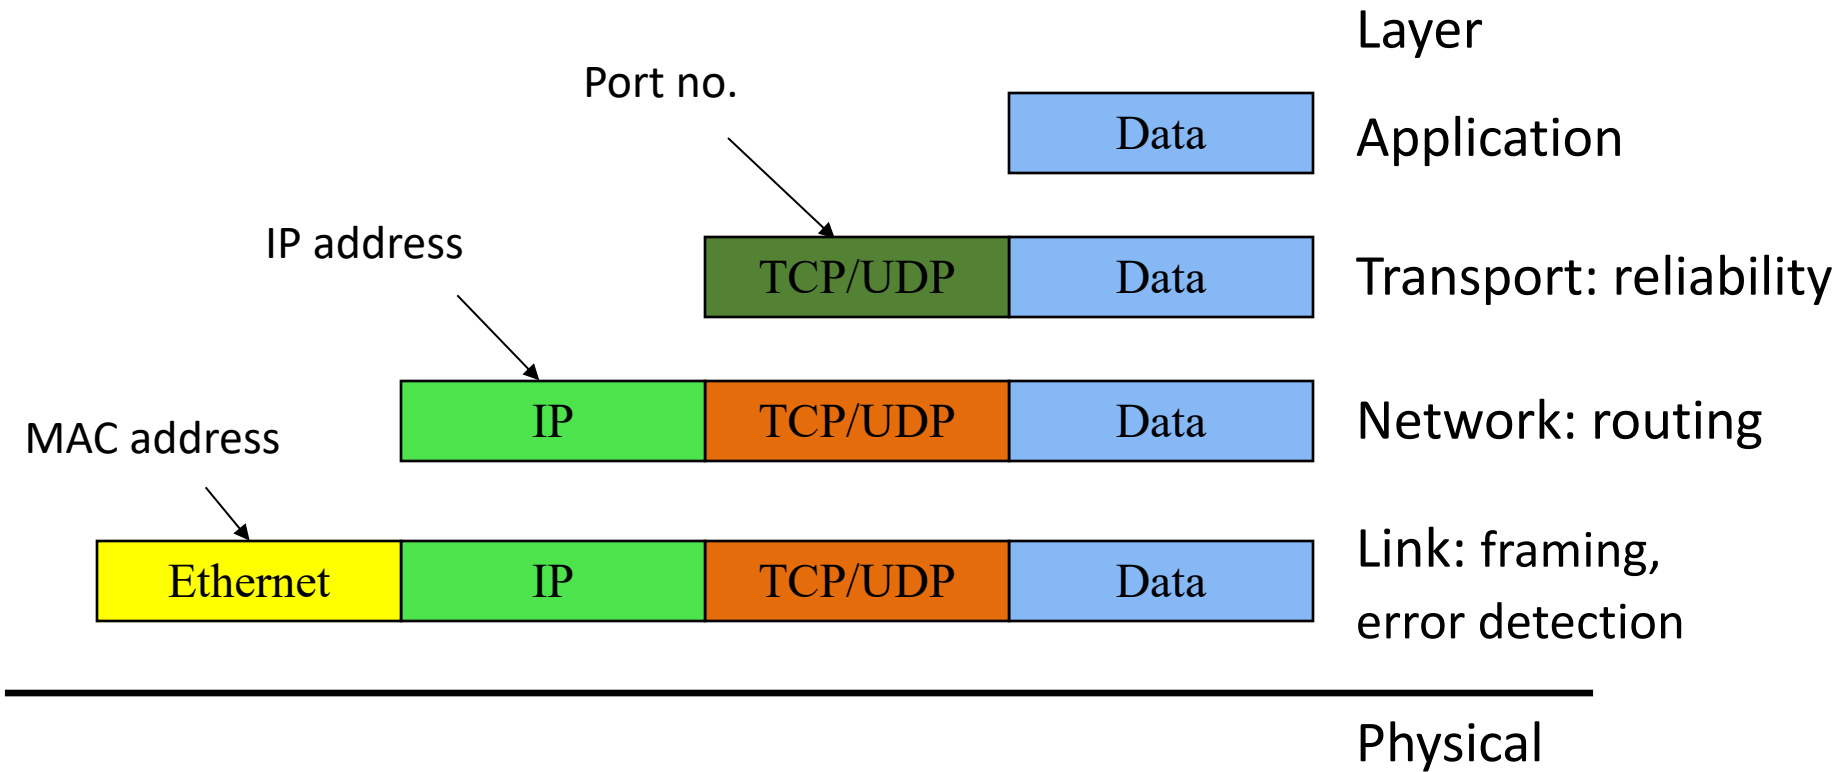 Layer
Port no.
Data
Application
IP address
TCP/UDP Data
Transport: reliability
MAC address
IP TCP/UDP Data
Network: routing
Ethernet IP TCP/UDP Data
Link: framing,
error detection
Physical